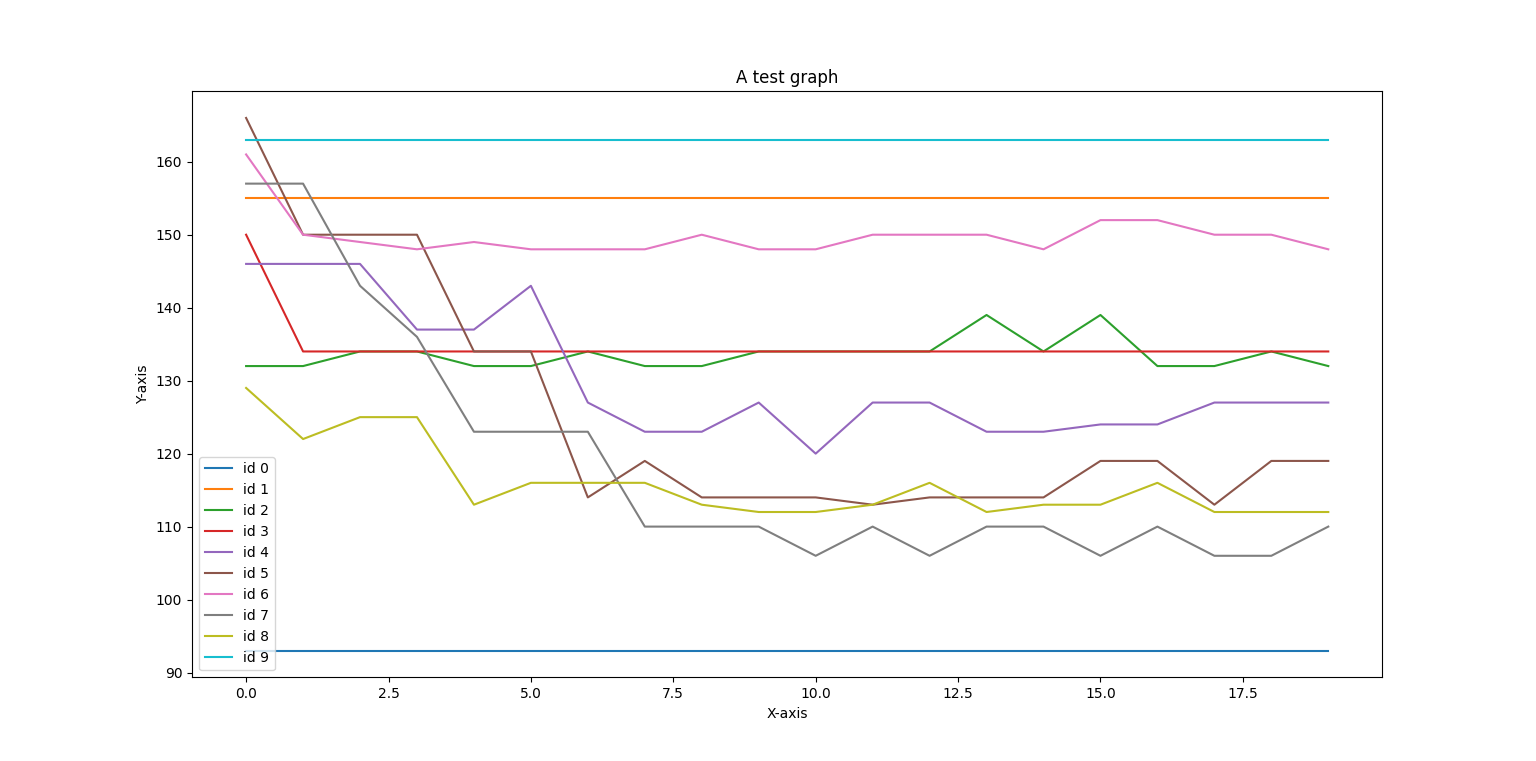 A test graph
Y-axis
160
150
140
130
120
110
100
90
id 0
id 1
id 2
id 3
id 4
id 5
id 6
id 7
id 8
id 9
0.0 2.5 5.0 7.5 10.0 12.5 15.0 17.5
X-axis